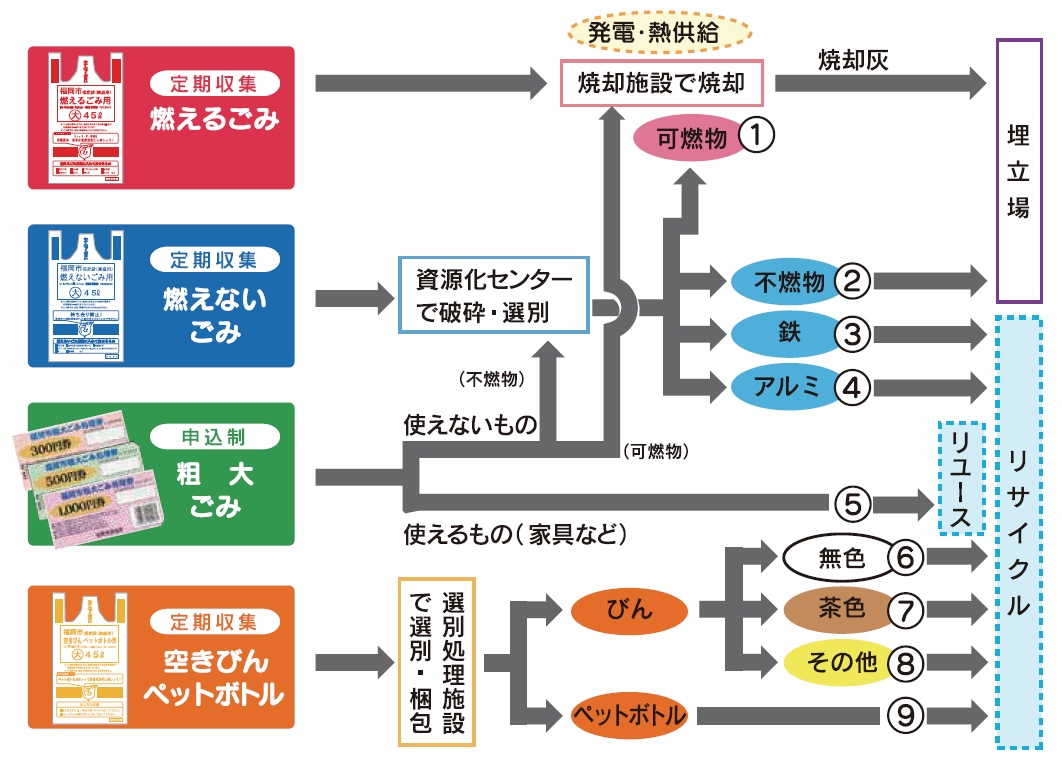 発電・熱供給
焼却施設で焼却
焼却灰
埋立場
定期収集
燃えるごみ
福岡市
燃えるごみ用
大 45ℓ
可燃物 ①
定期収集
燃えない
ごみ
福岡市
燃えないごみ用
大 45ℓ
資源化センター
で破砕・選別
不燃物 ②
鉄 ③
アルミ ④
(不燃物)
使えないもの
(可燃物)
申込制
粗大
ごみ
300円券
500円券
1,000円券
⑤
使えるもの(家具など)
リユース
リサイクル
定期収集
空きびん
ペットボトル
福岡市
空きびんペットボトル用
大 45ℓ
選別処理施設
で選別・梱包
びん
無色 ⑥
茶色 ⑦
その他 ⑧
ペットボトル
⑨